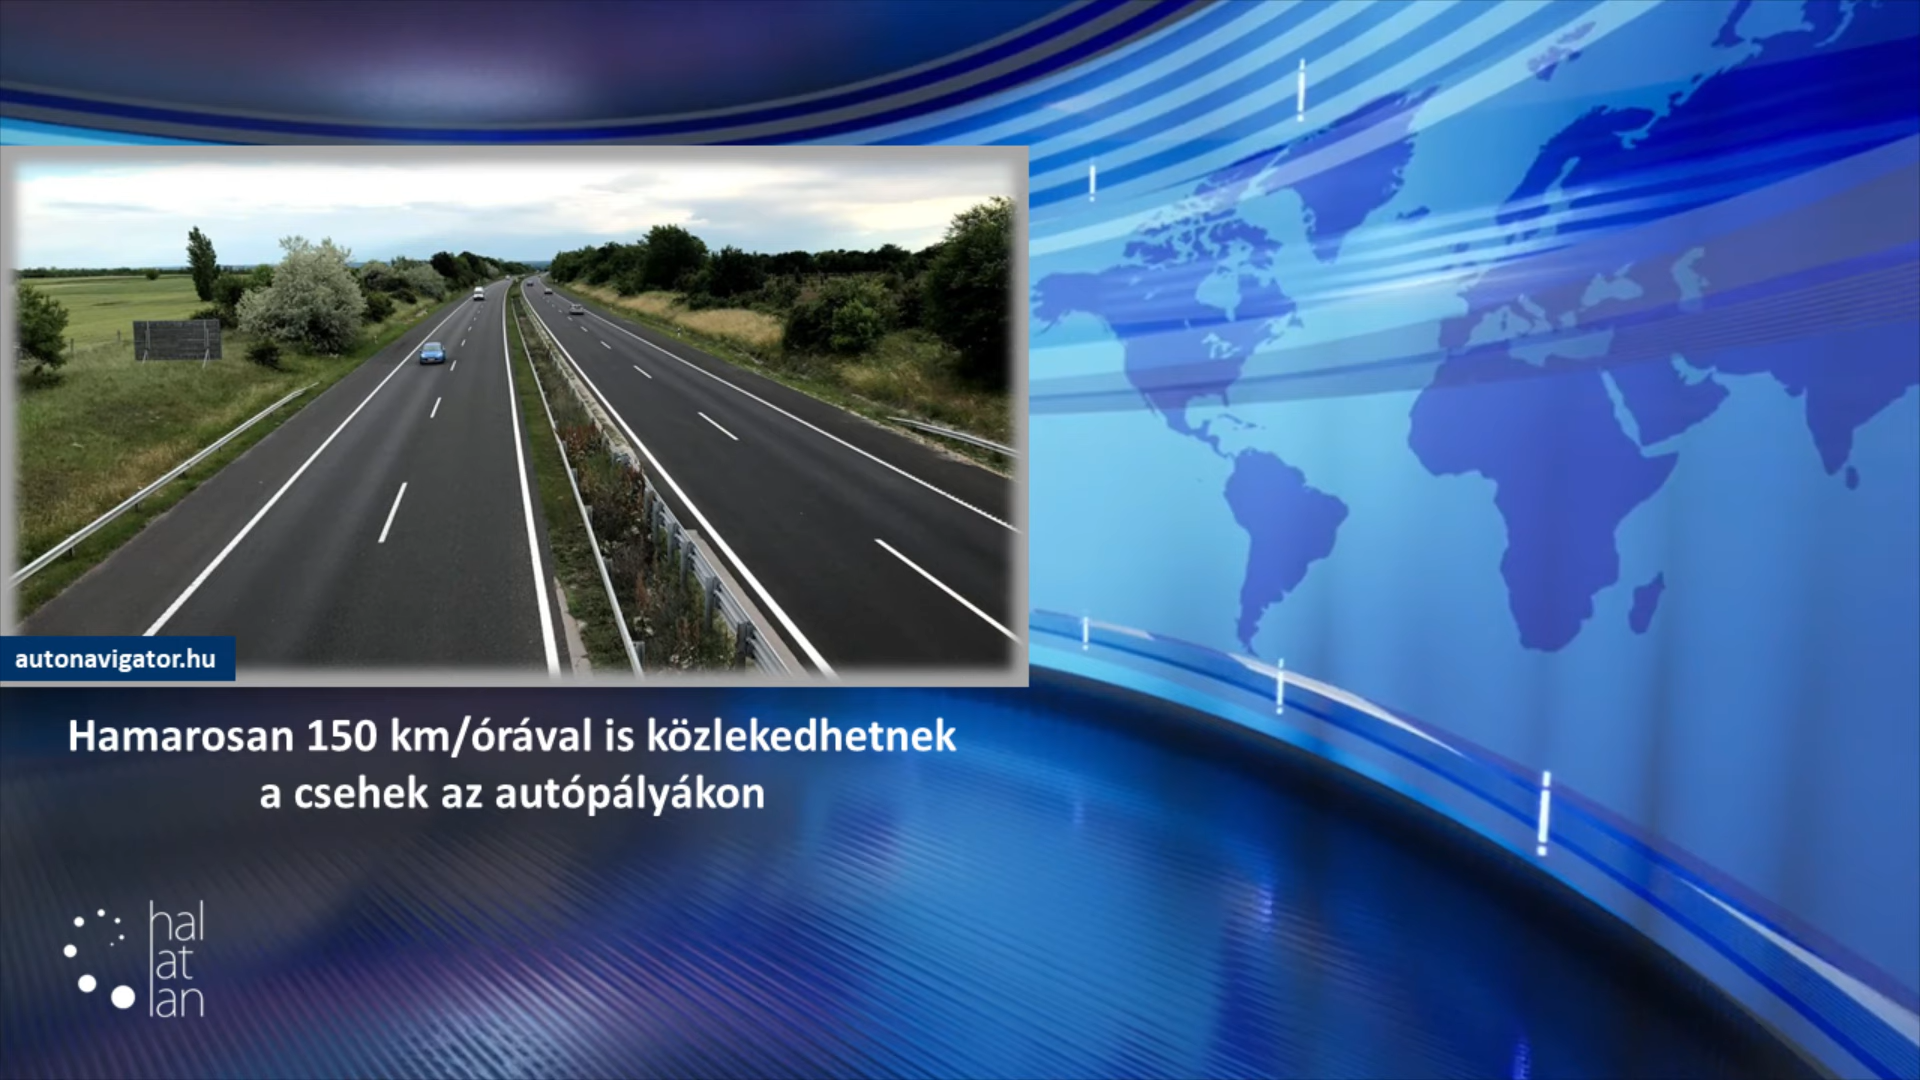 autonavigator.hu
Hamarosan 150 km/órával is közlekedhetnek
a csehek az autópályákon
hal
at
lan